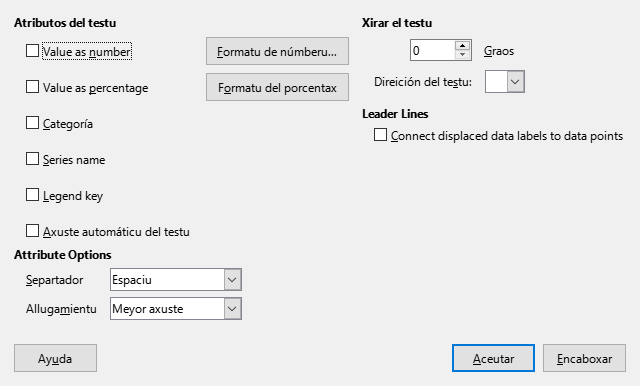 Atributos del testu
Value as number
Formatu de númberu...
Value as percentage
Formatu del porcentax
Categoría
Series name
Legend key
Axuste automáticu del testu
Attribute Options
Separtador
Espaciu
Allugamientu
Meyor axuste
Xirar el testu
0
Graos
Direición del testu:
Leader Lines
Connect displaced data labels to data points
Ayuda
Aceutar
Encaboxar